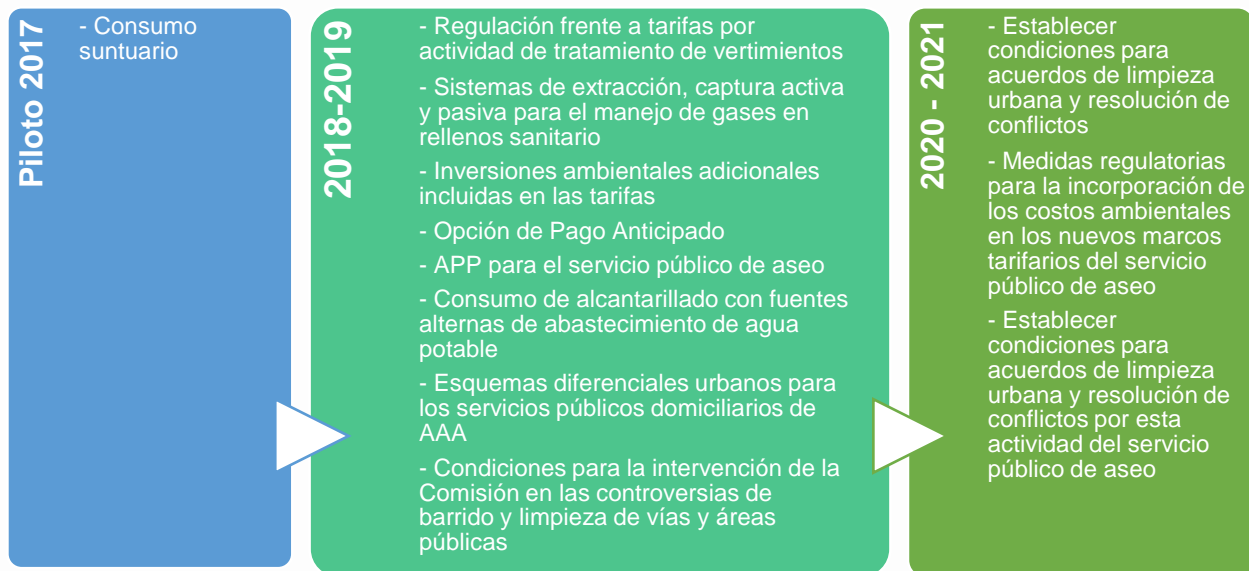 Piloto 2017
- Consumo
suntuario
2018-2019
- Regulación frente a tarifas por
actividad de tratamiento de vertimientos
- Sistemas de extracción, captura activa
y pasiva para el manejo de gases en
rellenos sanitario
- Inversiones ambientales adicionales
incluidas en las tarifas
- Opción de Pago Anticipado
- APP para el servicio público de aseo
- Consumo de alcantarillado con fuentes
alternas de abastecimiento de agua
potable
- Esquemas diferenciales urbanos para
los servicios públicos domiciliarios de
AAA
- Condiciones para la intervención de la
Comisión en las controversias de
barrido y limpieza de vías y áreas
públicas
2020 - 2021
- Establecer
condiciones para
acuerdos de limpieza
urbana y resolución de
conflictos
- Medidas regulatorias
para la incorporación de
los costos ambientales
en los nuevos marcos
tarifarios del servicio
público de aseo
- Establecer
condiciones para
acuerdos de limpieza
urbana y resolución de
conflictos por esta
actividad del servicio
público de aseo